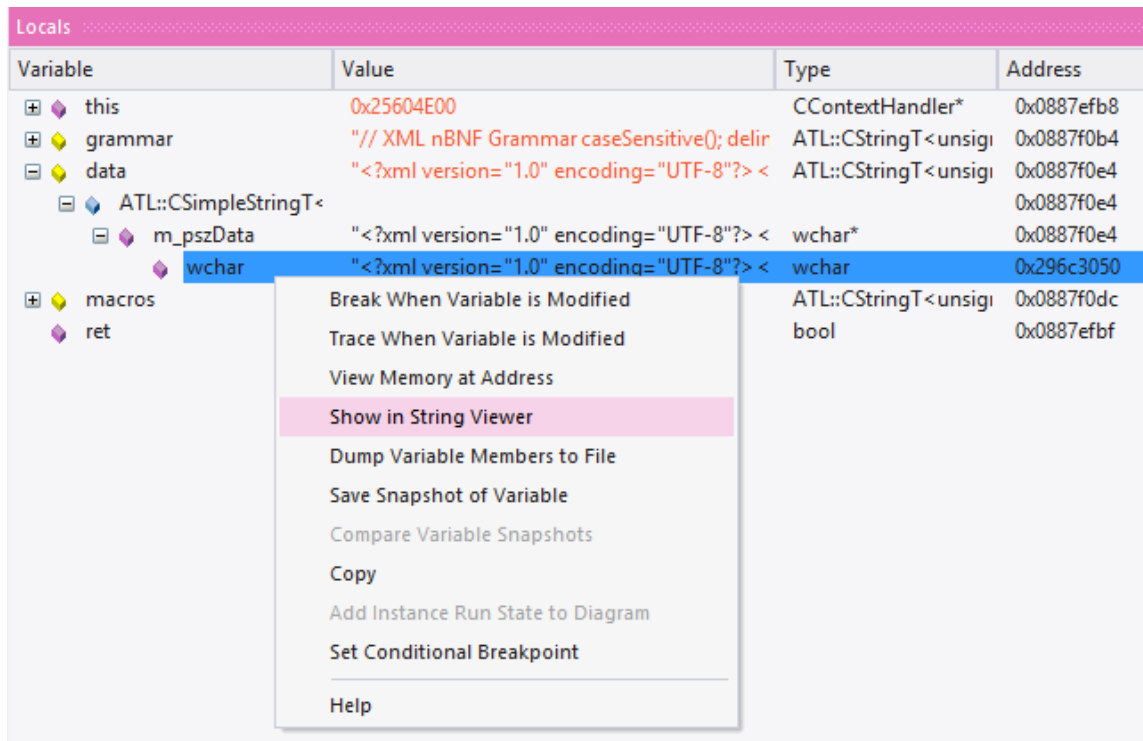 Locals
Variable Value Type Address
this 0x25604E00 CContextHandler* 0x0887efb8
grammar "// XML nBNF Grammar caseSensitive(); delin ATL::CStringT<unsigı 0x0887f0b4
data "<?xml version="1.0" encoding="UTF-8"?> < ATL::CStringT<unsigı 0x0887f0e4
ATL::CSimpleStringT< 0x0887f0e4
m_pszData "<?xml version="1.0" encoding="UTF-8"?> < wchar* 0x0887f0e4
wchar "<?xml version="1.0" encoding="UTF-8"?> < wchar 0x296c3050
macros ATL::CStringT<unsigı 0x0887f0dc
ret bool 0x0887efbf
Break When Variable is Modified
Trace When Variable is Modified
View Memory at Address
Show in String Viewer
Dump Variable Members to File
Save Snapshot of Variable
Compare Variable Snapshots
Copy
Add Instance Run State to Diagram
Set Conditional Breakpoint
Help